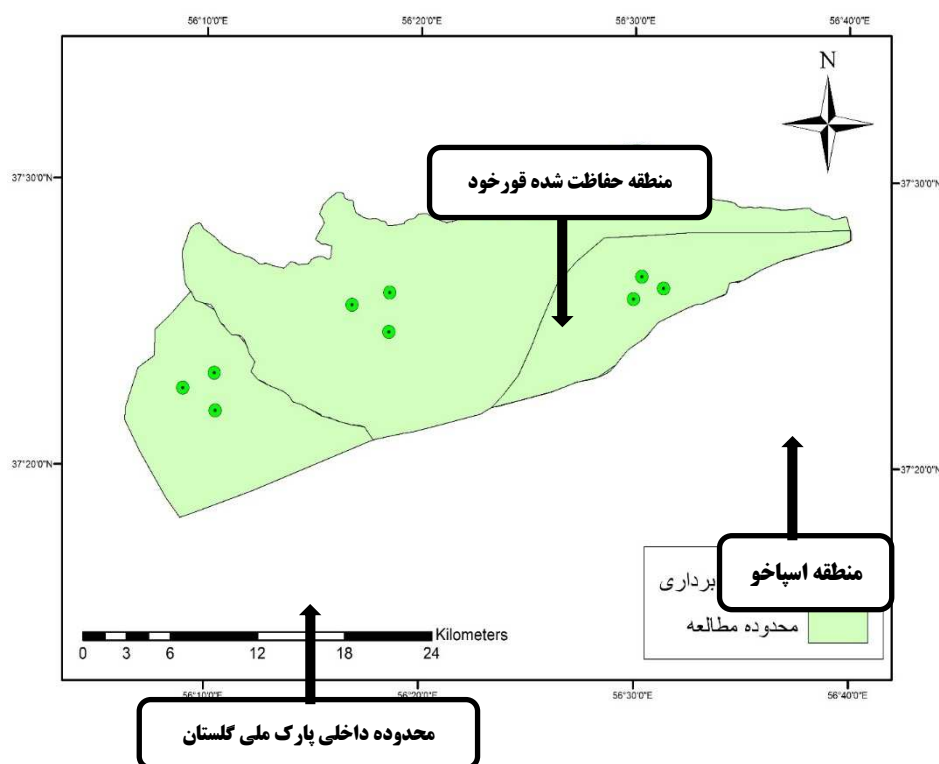 56°10'0"E 56°20'0"E 56°30'0"E 56°40'0"E
N
37°30'0"N 37°30'0"N
منطقه حفاظت شده قورخود
37°20'0"N 37°20'0"N
منطقه اسپاخو
برداری
محدوده مطالعه
Kilometers
0 3 6 12 18 24
56°10'0"E 56°20'0"E 56°30'0"E 56°40'0"E
محدوده داخلی پارک ملی گلستان